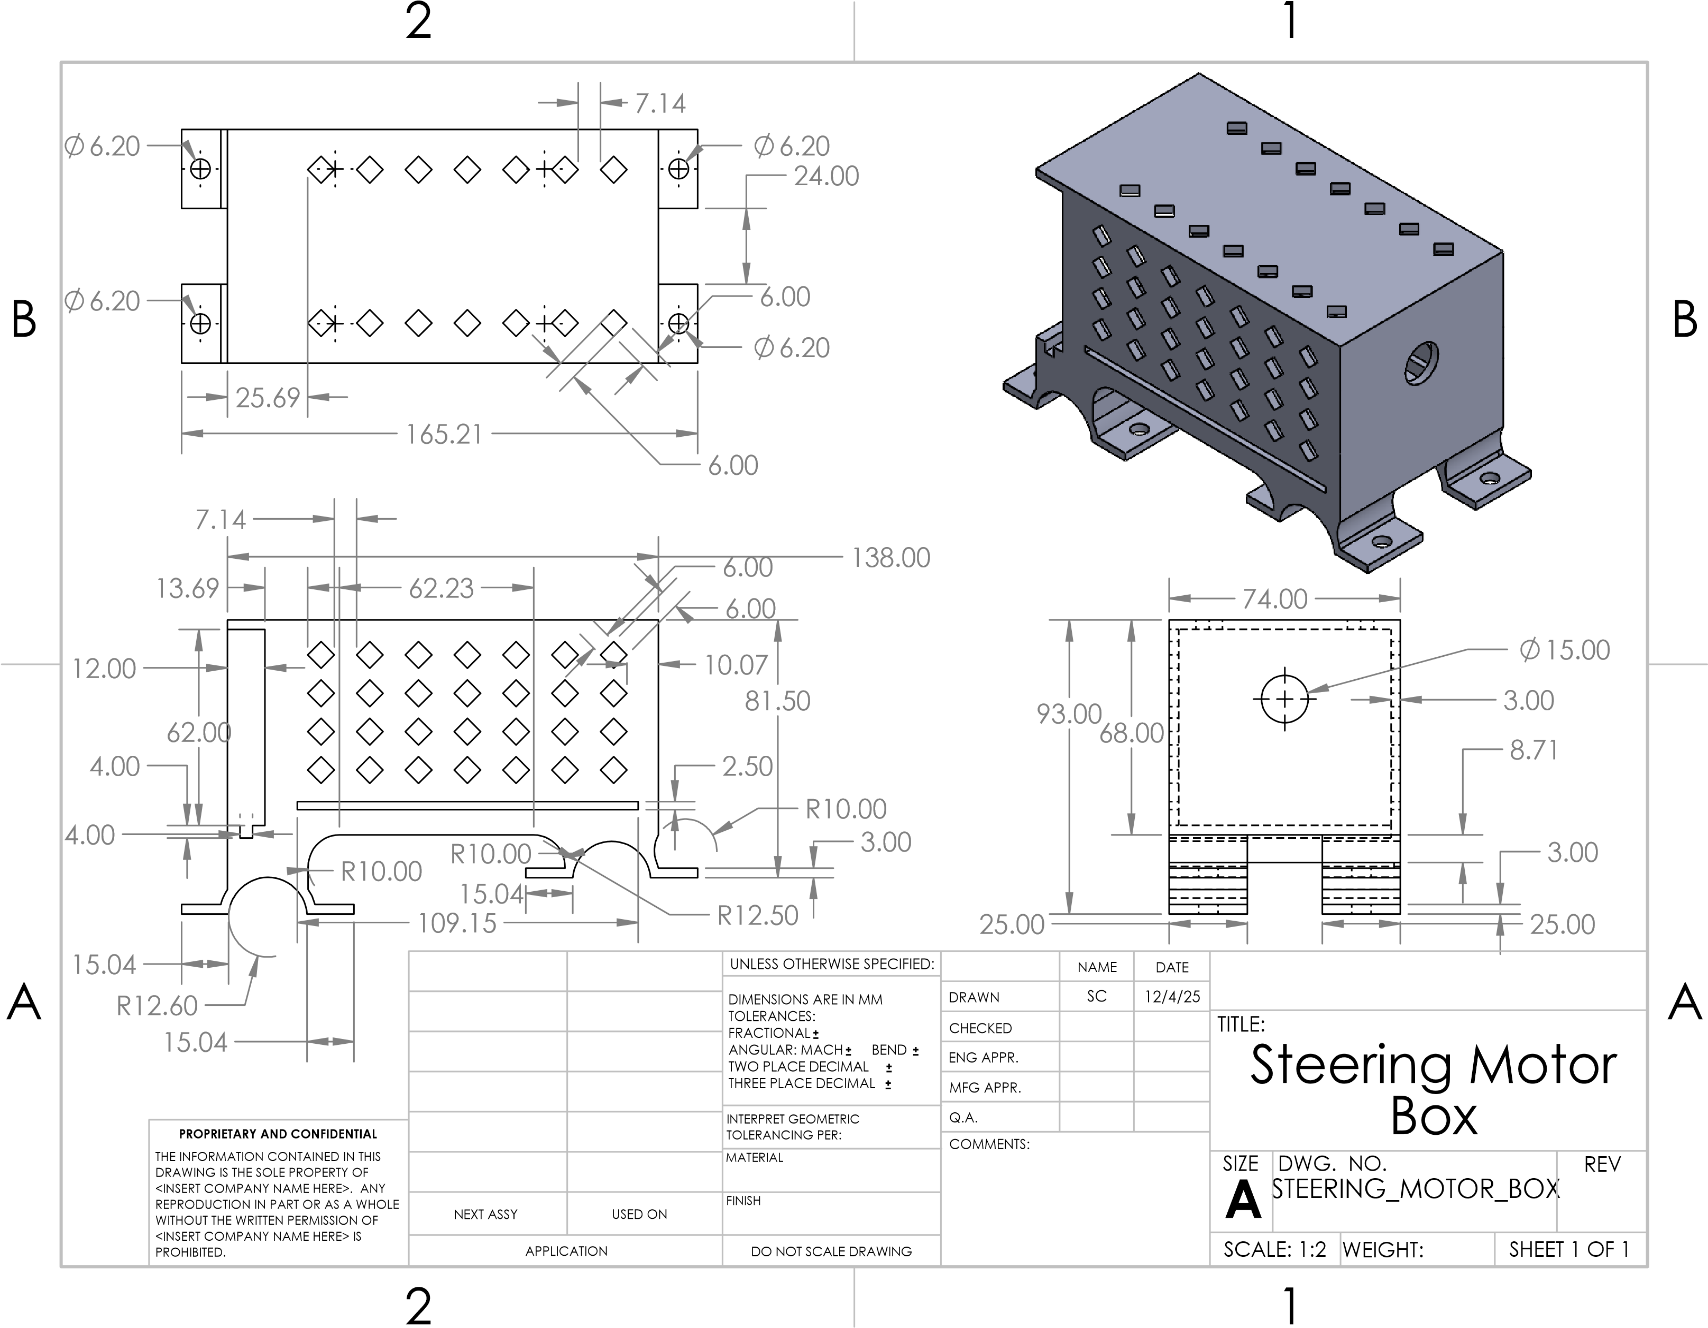 2
1
7.14
∅6.20
∅6.20
24.00
B
B
∅6.20
6.00
∅6.20
25.69
165.21
6.00
7.14
138.00
13.69
62.23
6.00
6.00
74.00
12.00
10.07
∅15.00
81.50
3.00
62.00
93.00
68.00
8.71
4.00
2.50
4.00
R10.00
3.00
R10.00
R10.00
3.00
15.04
109.15
R12.50
25.00
25.00
15.04
R12.60
15.04
A
A
UNLESS OTHERWISE SPECIFIED:
DIMENSIONS ARE IN MM
TOLERANCES:
FRACTIONAL±
ANGULAR: MACH± BEND ±
TWO PLACE DECIMAL ±
THREE PLACE DECIMAL ±
INTERPRET GEOMETRIC
TOLERANCING PER:
MATERIAL
FINISH
DO NOT SCALE DRAWING
NAME DATE
DRAWN SC 12/4/25
CHECKED
ENG APPR.
MFG APPR.
Q.A.
COMMENTS:
TITLE:
Steering Motor
Box
SIZE DWG. NO. REV
A STEERING_MOTOR_BOX
SCALE: 1:2 WEIGHT: SHEET 1 OF 1
PROPRIETARY AND CONFIDENTIAL
THE INFORMATION CONTAINED IN THIS
DRAWING IS THE SOLE PROPERTY OF
<INSERT COMPANY NAME HERE>. ANY
REPRODUCTION IN PART OR AS A WHOLE
WITHOUT THE WRITTEN PERMISSION OF
<INSERT COMPANY NAME HERE> IS
PROHIBITED.
NEXT ASSY USED ON
APPLICATION
2
1